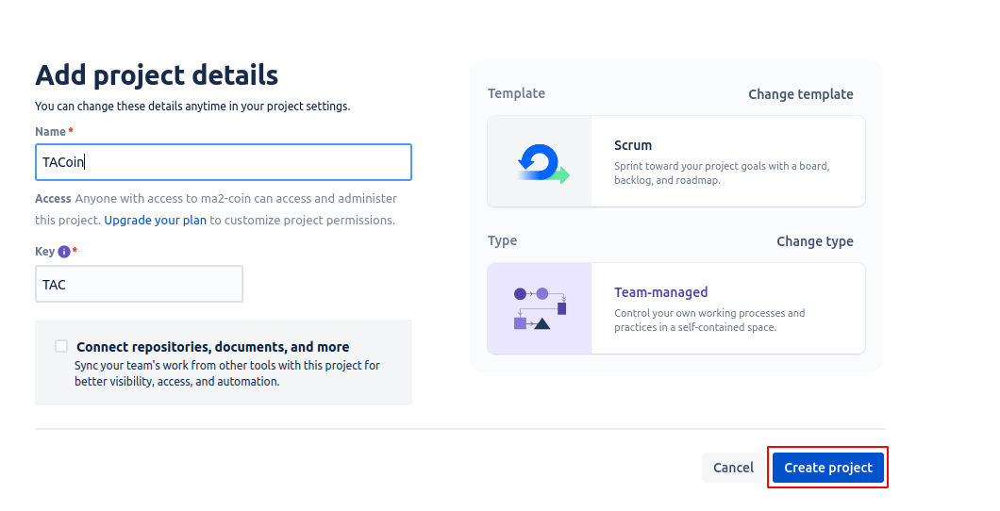 Add project details
You can change these details anytime in your project settings.
Name *
TACoin
Access Anyone with access to ma2-coin can access and administer
this project. Upgrade your plan to customize project permissions.
Key i *
TAC
Connect repositories, documents, and more
Sync your team's work from other tools with this project for
better visibility, access, and automation.
Template
Change template
Scrum
Sprint toward your project goals with a board,
backlog, and roadmap.
Type
Change type
Team-managed
Control your own working processes and
practices in a self-contained space.
Cancel
Create project